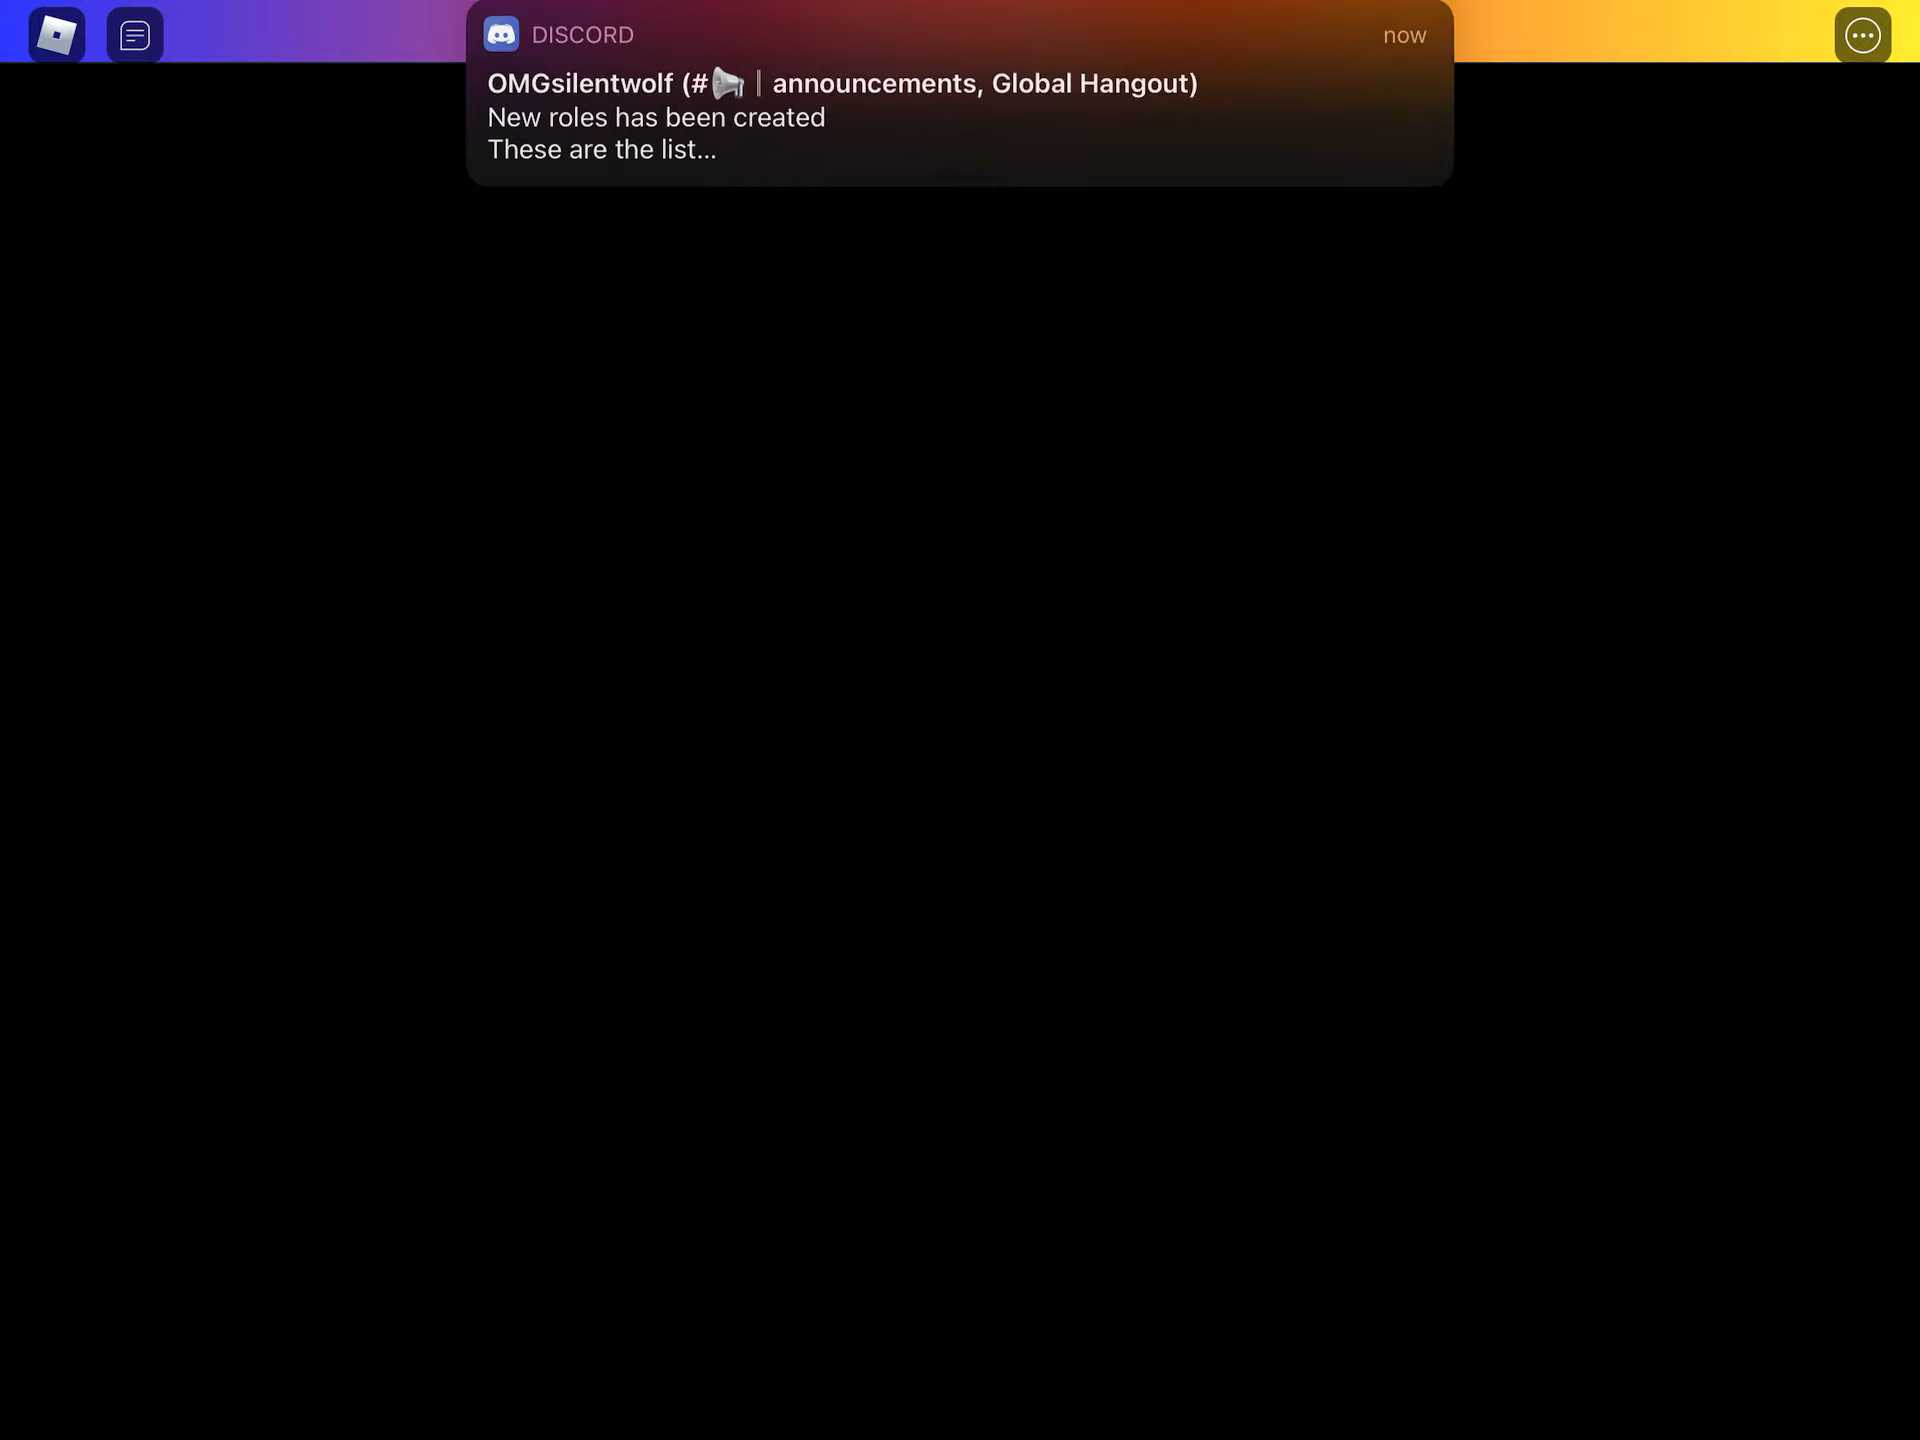 DISCORD now
OMGsilentwolf (#📢｜announcements, Global Hangout)
New roles has been created
These are the list...